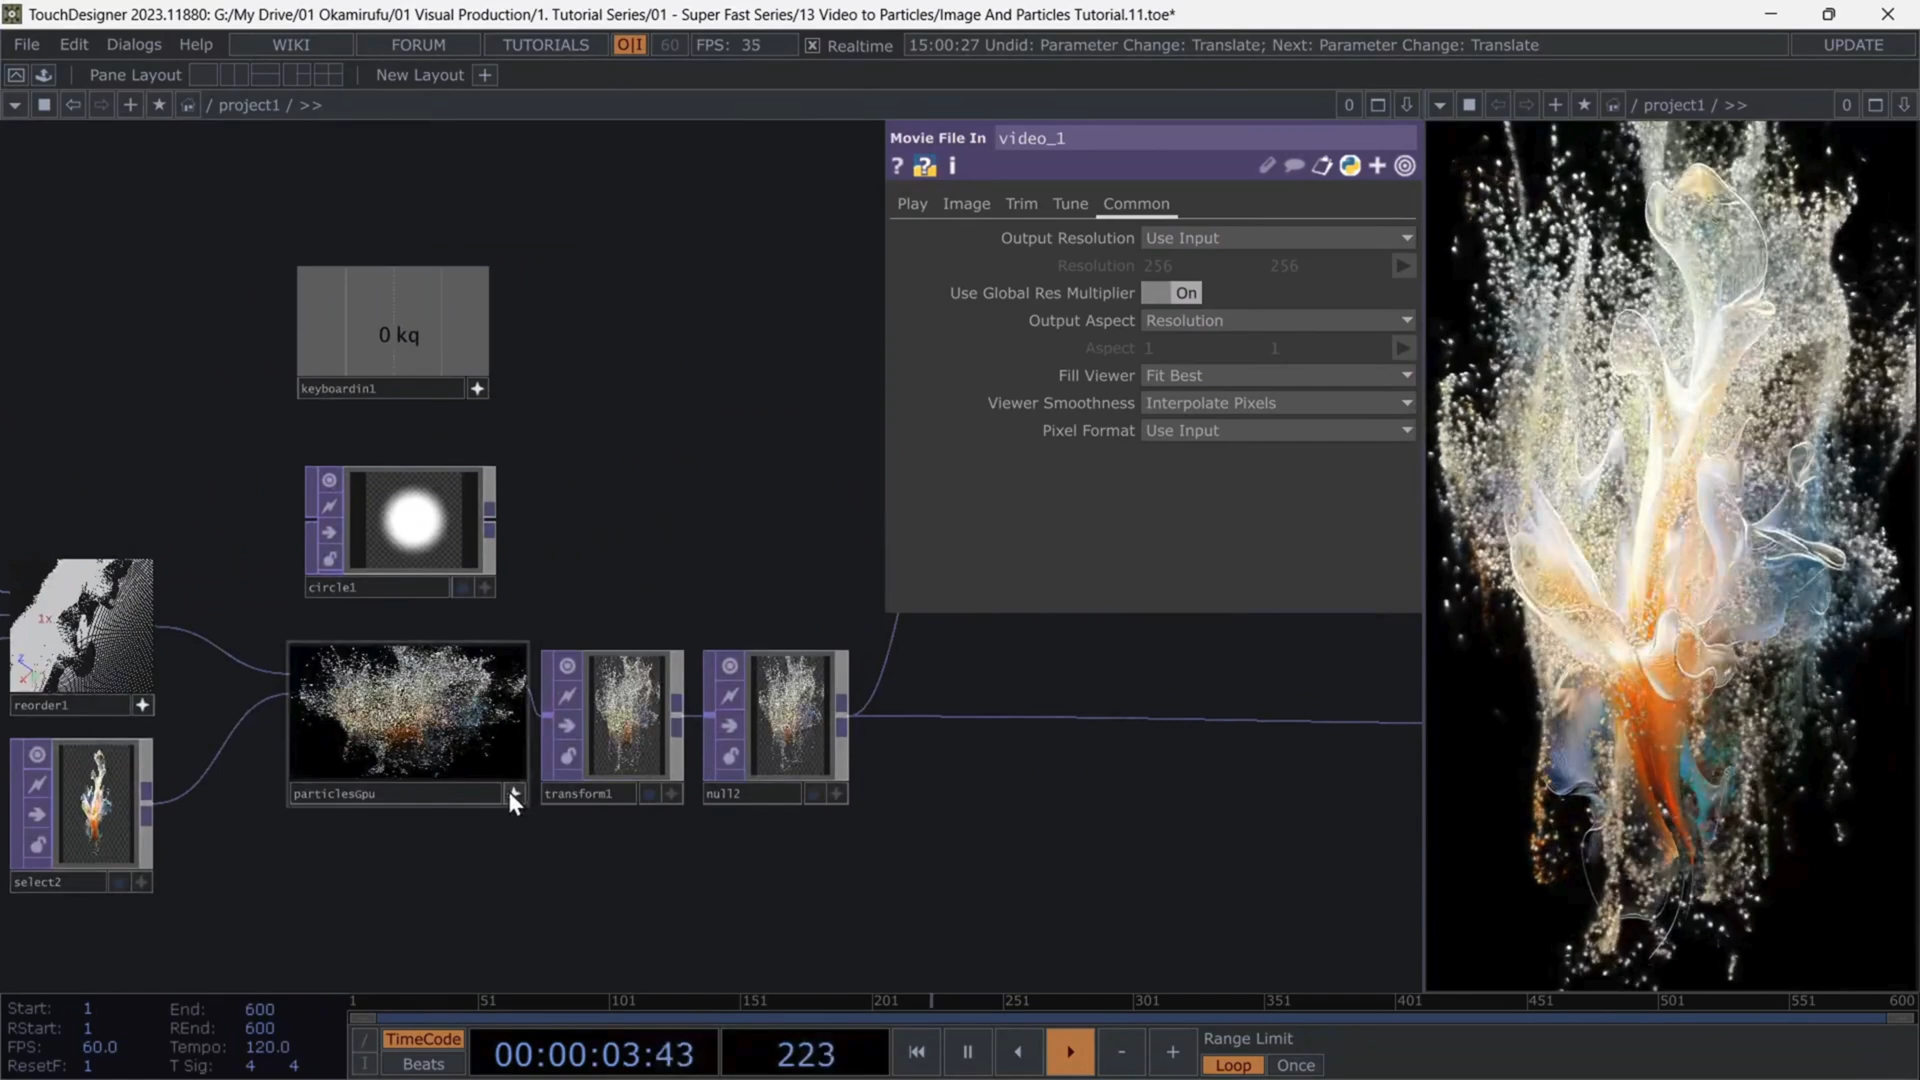 TouchDesigner 2023.11880: G:/My Drive/01 Okamirufu/01 Visual Production/1. Tutorial Series/01 - Super Fast Series/13 Video to Particles/Image And Particles Tutorial.11.toe*
File Edit Dialogs Help WIKI FORUM TUTORIALS O|I 60 FPS: 35 Realtime 15:00:27 Undid: Parameter Change: Translate; Next: Parameter Change: Translate UPDATE
Pane Layout New Layout +
/ project1 / >> 0 / project1 / >> 0
Movie File In video_1
? ? i
Play Image Trim Tune Common
Output Resolution Use Input
Resolution 256 256
Use Global Res Multiplier On
Output Aspect Resolution
Aspect 1 1
Fill Viewer Fit Best
Viewer Smoothness Interpolate Pixels
Pixel Format Use Input
0 kq
keyboardin1
circle1
1x
z
x
reorder1
particlesGpu
transform1
null2
select2
1 51 101 151 201 251 301 351 401 451 501 551 600
Start: 1 End: 600
RStart: 1 REnd: 600
FPS: 60.0 Tempo: 120.0
ResetF: 1 T Sig: 4 4
/ TimeCode
I Beats
00:00:03:43 223
- +
Range Limit
Loop Once